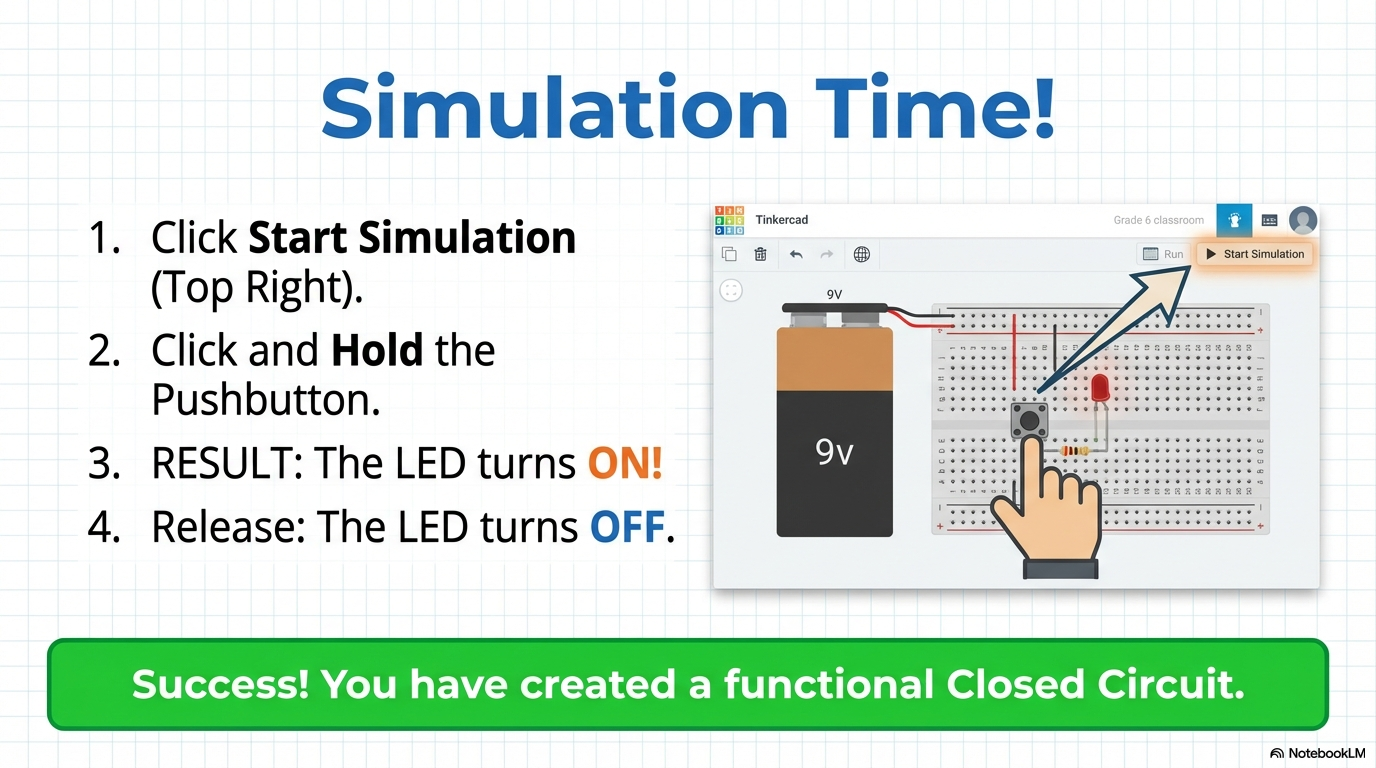 Simulation Time!
1. Click Start Simulation
(Top Right).
2. Click and Hold the
Pushbutton.
3. RESULT: The LED turns ON!
4. Release: The LED turns OFF.
Tinkercad
Grade 6 classroom
Run
Start Simulation
9V
9v
Success! You have created a functional Closed Circuit.
NotebookLM